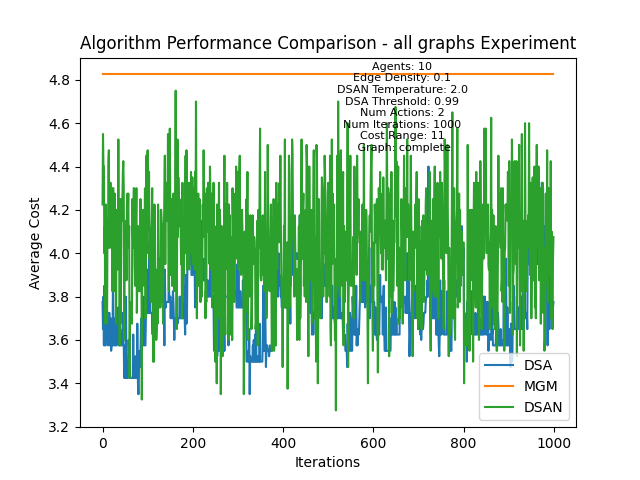 Algorithm Performance Comparison - all graphs Experiment
Agents: 10
Edge Density: 0.1
DSAN Temperature: 2.0
DSA Threshold: 0.99
Num Actions: 2
Num Iterations: 1000
Cost Range: 11
Graph: complete
4.8
4.6
4.4
4.2
4.0
3.8
3.6
3.4
3.2
Average Cost
0
200
400
600
800
1000
Iterations
DSA
MGM
DSAN